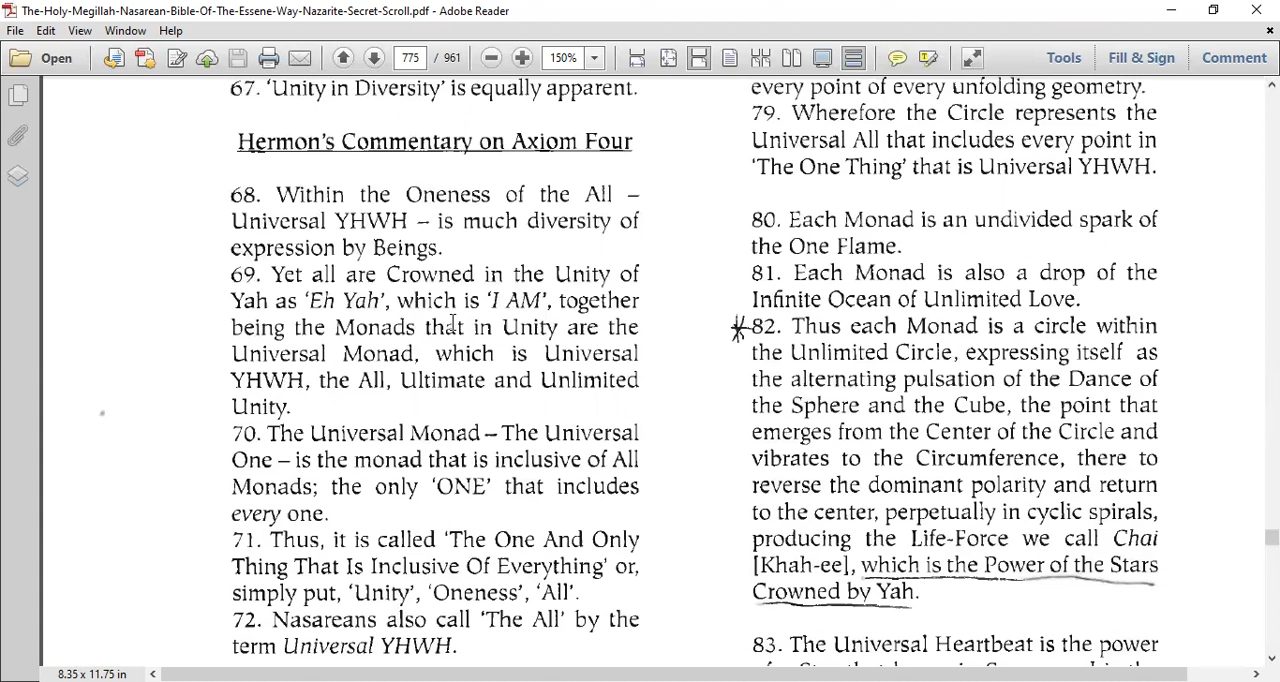 The-Holy-Megillah-Nasarean-Bible-Of-The-Essene-Way-Nazarite-Secret-Scroll.pdf - Adobe Reader
File Edit View Window Help
Open 775 / 961 150% Tools Fill & Sign Comment
67. ‘Unity in Diversity’ is equally apparent.
Hermon's Commentary on Axiom Four
68. Within the Oneness of the All –
Universal YHWH – is much diversity of
expression by Beings.
69. Yet all are Crowned in the Unity of
Yah as ‘Eh Yah’, which is ‘I AM’, together
being the Monads that in Unity are the
Universal Monad, which is Universal
YHWH, the All, Ultimate and Unlimited
Unity.
70. The Universal Monad – The Universal
One – is the monad that is inclusive of All
Monads; the only ‘ONE’ that includes
every one.
71. Thus, it is called ‘The One And Only
Thing That Is Inclusive Of Everything’ or,
simply put, ‘Unity’, ‘Oneness’, ‘All’.
72. Nasareans also call ‘The All’ by the
term Universal YHWH.
every point of every unfolding geometry.
79. Wherefore the Circle represents the
Universal All that includes every point in
‘The One Thing’ that is Universal YHWH.
80. Each Monad is an undivided spark of
the One Flame.
81. Each Monad is also a drop of the
Infinite Ocean of Unlimited Love.
82. Thus each Monad is a circle within
the Unlimited Circle, expressing itself as
the alternating pulsation of the Dance of
the Sphere and the Cube, the point that
emerges from the Center of the Circle and
vibrates to the Circumference, there to
reverse the dominant polarity and return
to the center, perpetually in cyclic spirals,
producing the Life-Force we call Chai
[Khah-ee], which is the Power of the Stars
Crowned by Yah.
83. The Universal Heartbeat is the power
8.35 x 11.75 in